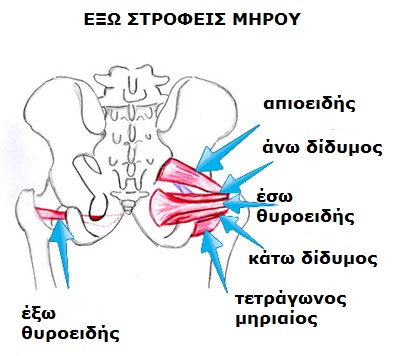 ΕΞΩ ΣΤΡΟΦΕΙΣ ΜΗΡΟΥ
απιοειδής
άνω δίδυμος
έσω
θυροειδής
κάτω δίδυμος
τετράγωνος
μηριαίος
έξω
θυροειδής